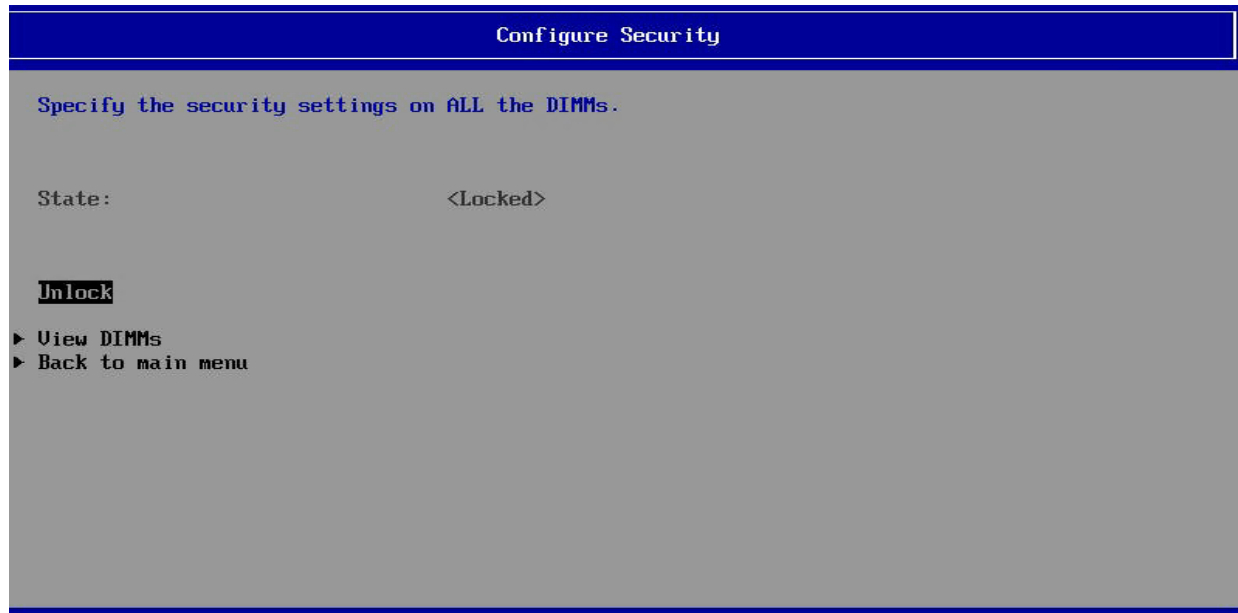 Configure Security
Specify the security settings on ALL the DIMMs.
State: <Locked>
Unlock
View DIMMs
Back to main menu